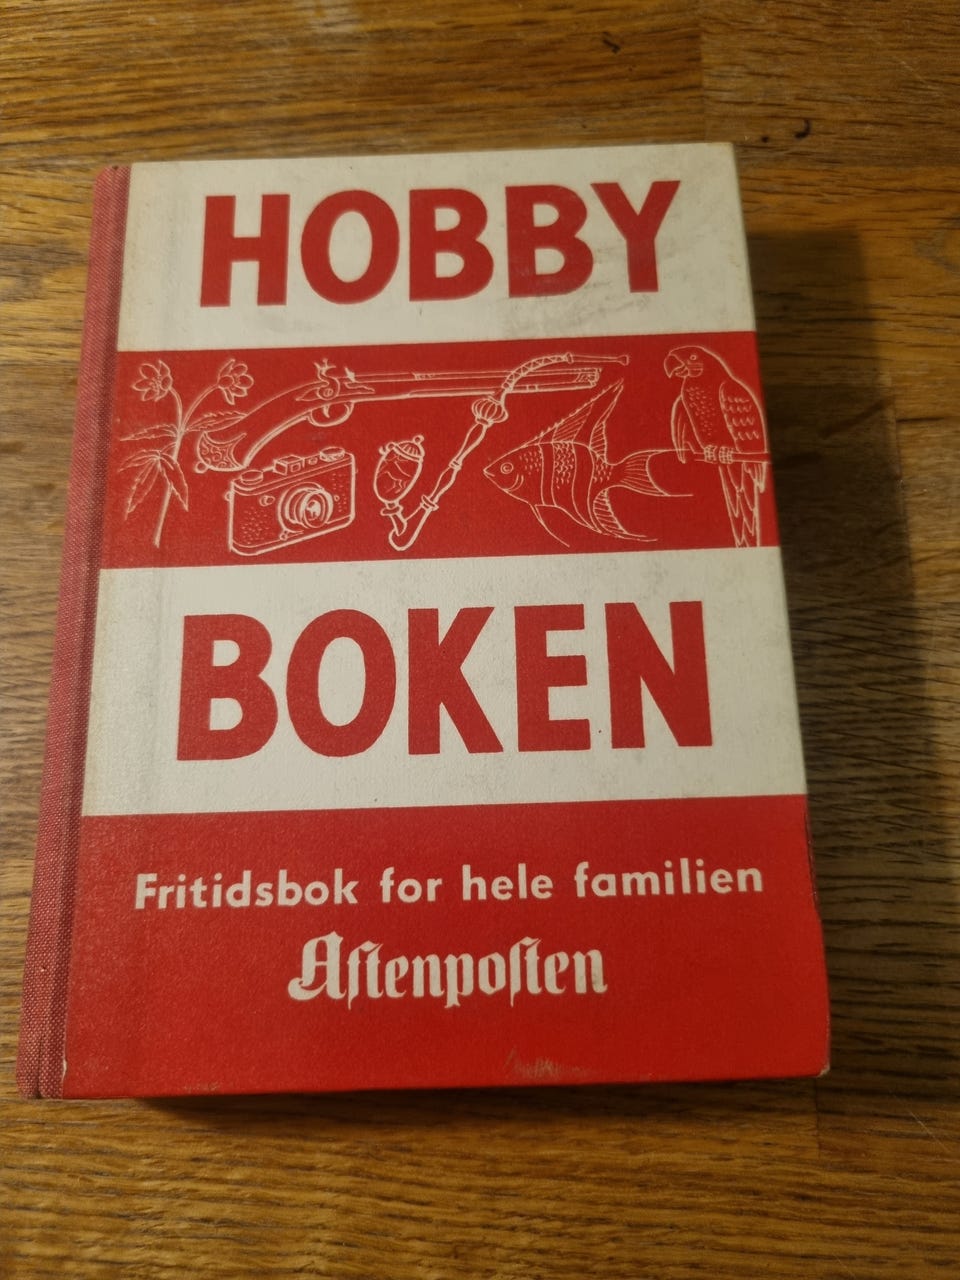 HOBBY
BOKEN
Fritidsbok for hele familien
Aftenposten